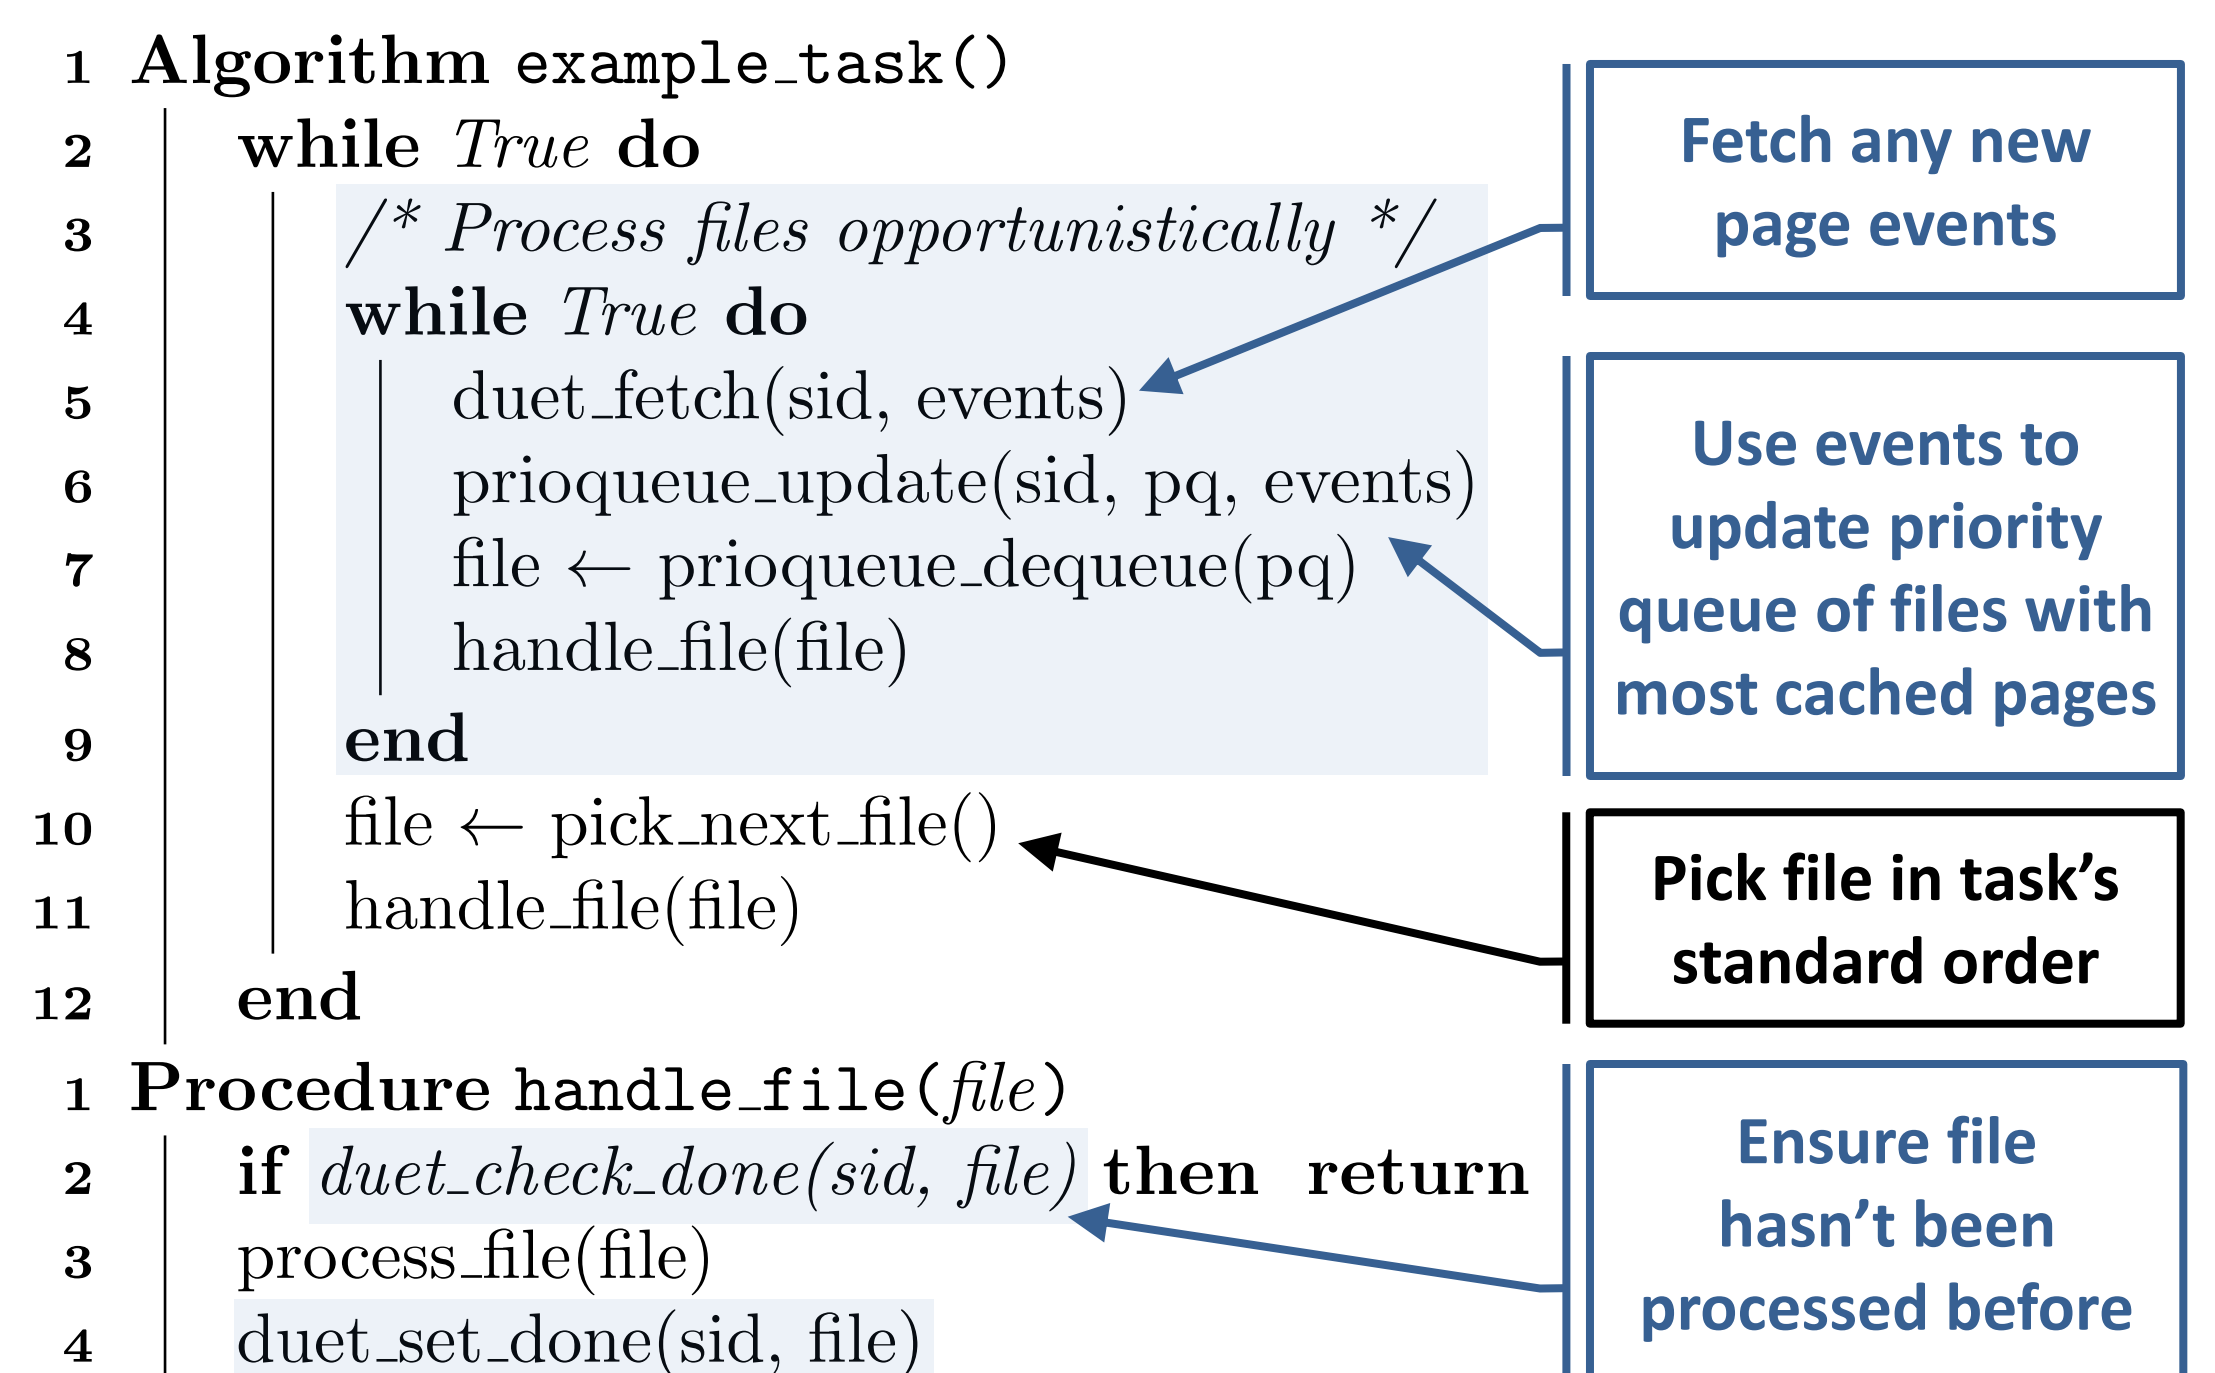 1 Algorithm example_task()
2 while True do
3 /* Process files opportunistically */
4 while True do
5 duet_fetch(sid, events)
6 prioqueue_update(sid, pq, events)
7 file ← prioqueue_dequeue(pq)
8 handle_file(file)
9 end
10 file ← pick_next_file()
11 handle_file(file)
12 end
1 Procedure handle_file(file)
2 if duet_check_done(sid, file) then return
3 process_file(file)
4 duet_set_done(sid, file)
Fetch any new
page events
Use events to
update priority
queue of files with
most cached pages
Pick file in task's
standard order
Ensure file
hasn't been
processed before